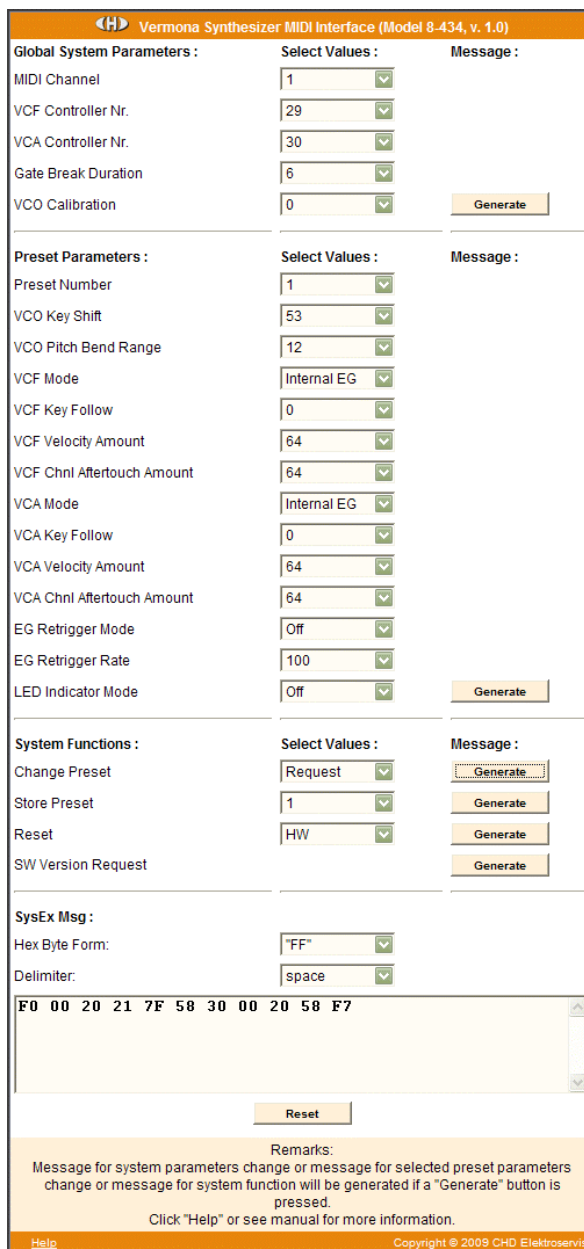 CHD Vermona Synthesizer MIDI Interface (Model 8-434, v. 1.0)
Global System Parameters : Select Values : Message :
MIDI Channel 1
VCF Controller Nr. 29
VCA Controller Nr. 30
Gate Break Duration 6
VCO Calibration 0 Generate
Preset Parameters : Select Values : Message :
Preset Number 1
VCO Key Shift 53
VCO Pitch Bend Range 12
VCF Mode Internal EG
VCF Key Follow 0
VCF Velocity Amount 64
VCF Chnl Aftertouch Amount 64
VCA Mode Internal EG
VCA Key Follow 0
VCA Velocity Amount 64
VCA Chnl Aftertouch Amount 64
EG Retrigger Mode Off
EG Retrigger Rate 100
LED Indicator Mode Off Generate
System Functions : Select Values : Message :
Change Preset Request Generate
Store Preset 1 Generate
Reset HW Generate
SW Version Request Generate
SysEx Msg :
Hex Byte Form: "FF"
Delimiter: space
F0 00 20 21 7F 58 30 00 20 58 F7
Reset
Remarks:
Message for system parameters change or message for selected preset parameters
change or message for system function will be generated if a "Generate" button is
pressed.
Click "Help" or see manual for more information.
Help Copyright © 2009 CHD Elektroservis